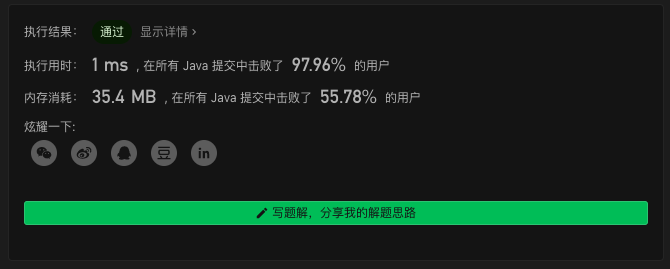 执行结果： 通过 显示详情 >
执行用时： 1 ms , 在所有 Java 提交中击败了 97.96% 的用户
内存消耗： 35.4 MB , 在所有 Java 提交中击败了 55.78% 的用户
炫耀一下:
豆 in
写题解，分享我的解题思路